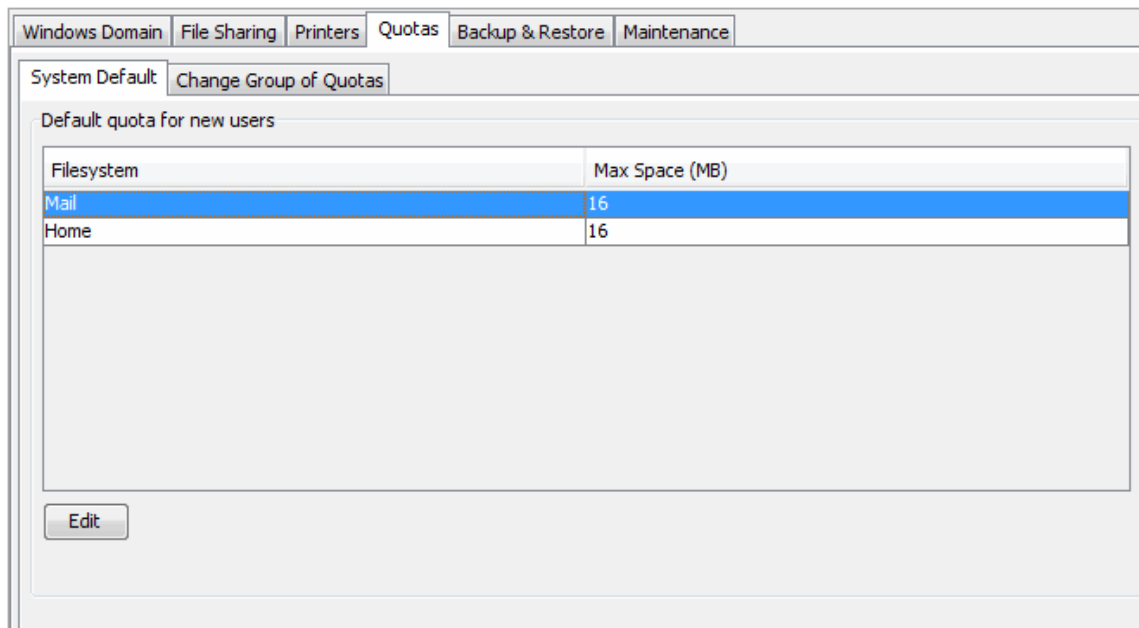 Windows Domain File Sharing Printers Quotas Backup & Restore Maintenance
System Default Change Group of Quotas
Default quota for new users
Filesystem Max Space (MB)
Mail 16
Home 16
Edit